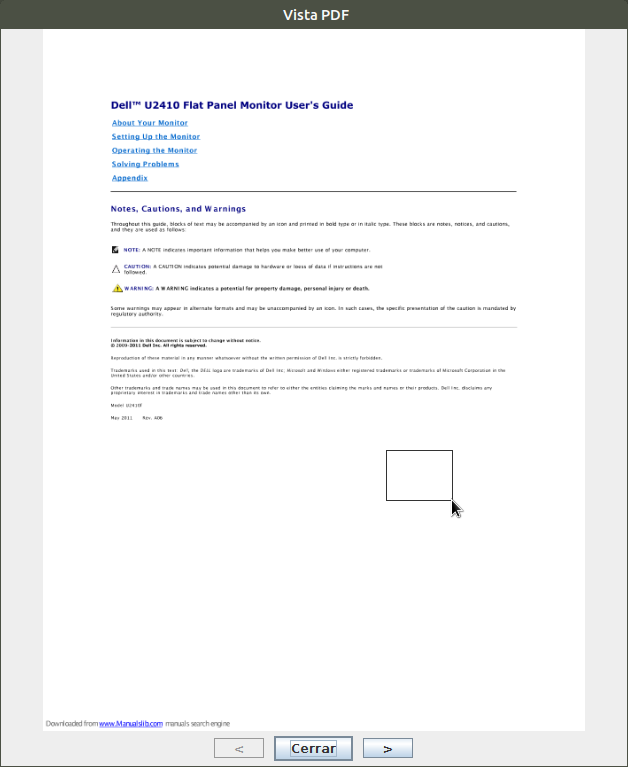 Vista PDF
Dell™ U2410 Flat Panel Monitor User's Guide
About Your Monitor
Setting Up the Monitor
Operating the Monitor
Solving Problems
Appendix
Notes, Cautions, and Warnings
Throughout this guide, blocks of text may be accompanied by an icon and printed in bold type or in italic type. These blocks are notes, notices, and cautions,
and they are used as follows:
NOTE: A NOTE indicates important information that helps you make better use of your computer.
CAUTION: A CAUTION indicates potential damage to hardware or loose of data if instructions are not
followed.
WARNING: A WARNING indicates a potential for property damage, personal injury or death.
Some warnings may appear in alternate formats and may be unaccompanied by an icon. In such cases, the specific presentation of the caution is mandated by
regulatory authority.
Information in this document is subject to change without notice.
© 2009-2011 Dell Inc. All rights reserved.
Reproduction of these material in any manner whatsoever without the written permission of Dell Inc. is strictly forbidden.
Trademarks used in this text: Dell, the DELL logo are trademarks of Dell Inc. Microsoft and Windows either registered trademarks or trademarks of Microsoft Corporation in the
United States and/or other countries.
Other trademarks and trade names may be used in this document to refer to either the entities claiming the marks and names or their products. Dell Inc. disclaims any
proprietary interest in trademarks and trade names other than its own.
Model U2410f
May 2011 Rev. A06
Downloaded from www.Manualslib.com manuals search engine
< Cerrar >